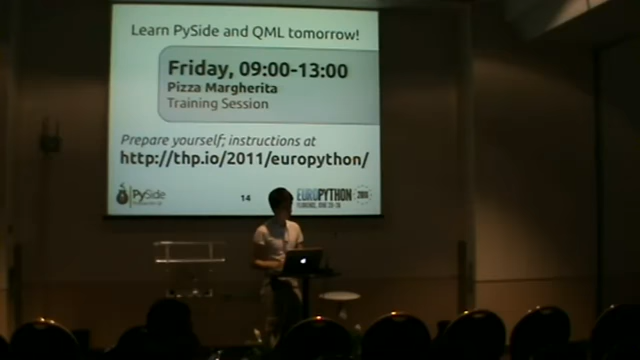 Learn PySide and QML tomorrow!
Friday, 09:00-13:00
Pizza Margherita
Training Session
Prepare yourself; instructions at
http://thp.io/2011/europython/
PySide
14
EUROPYTHON